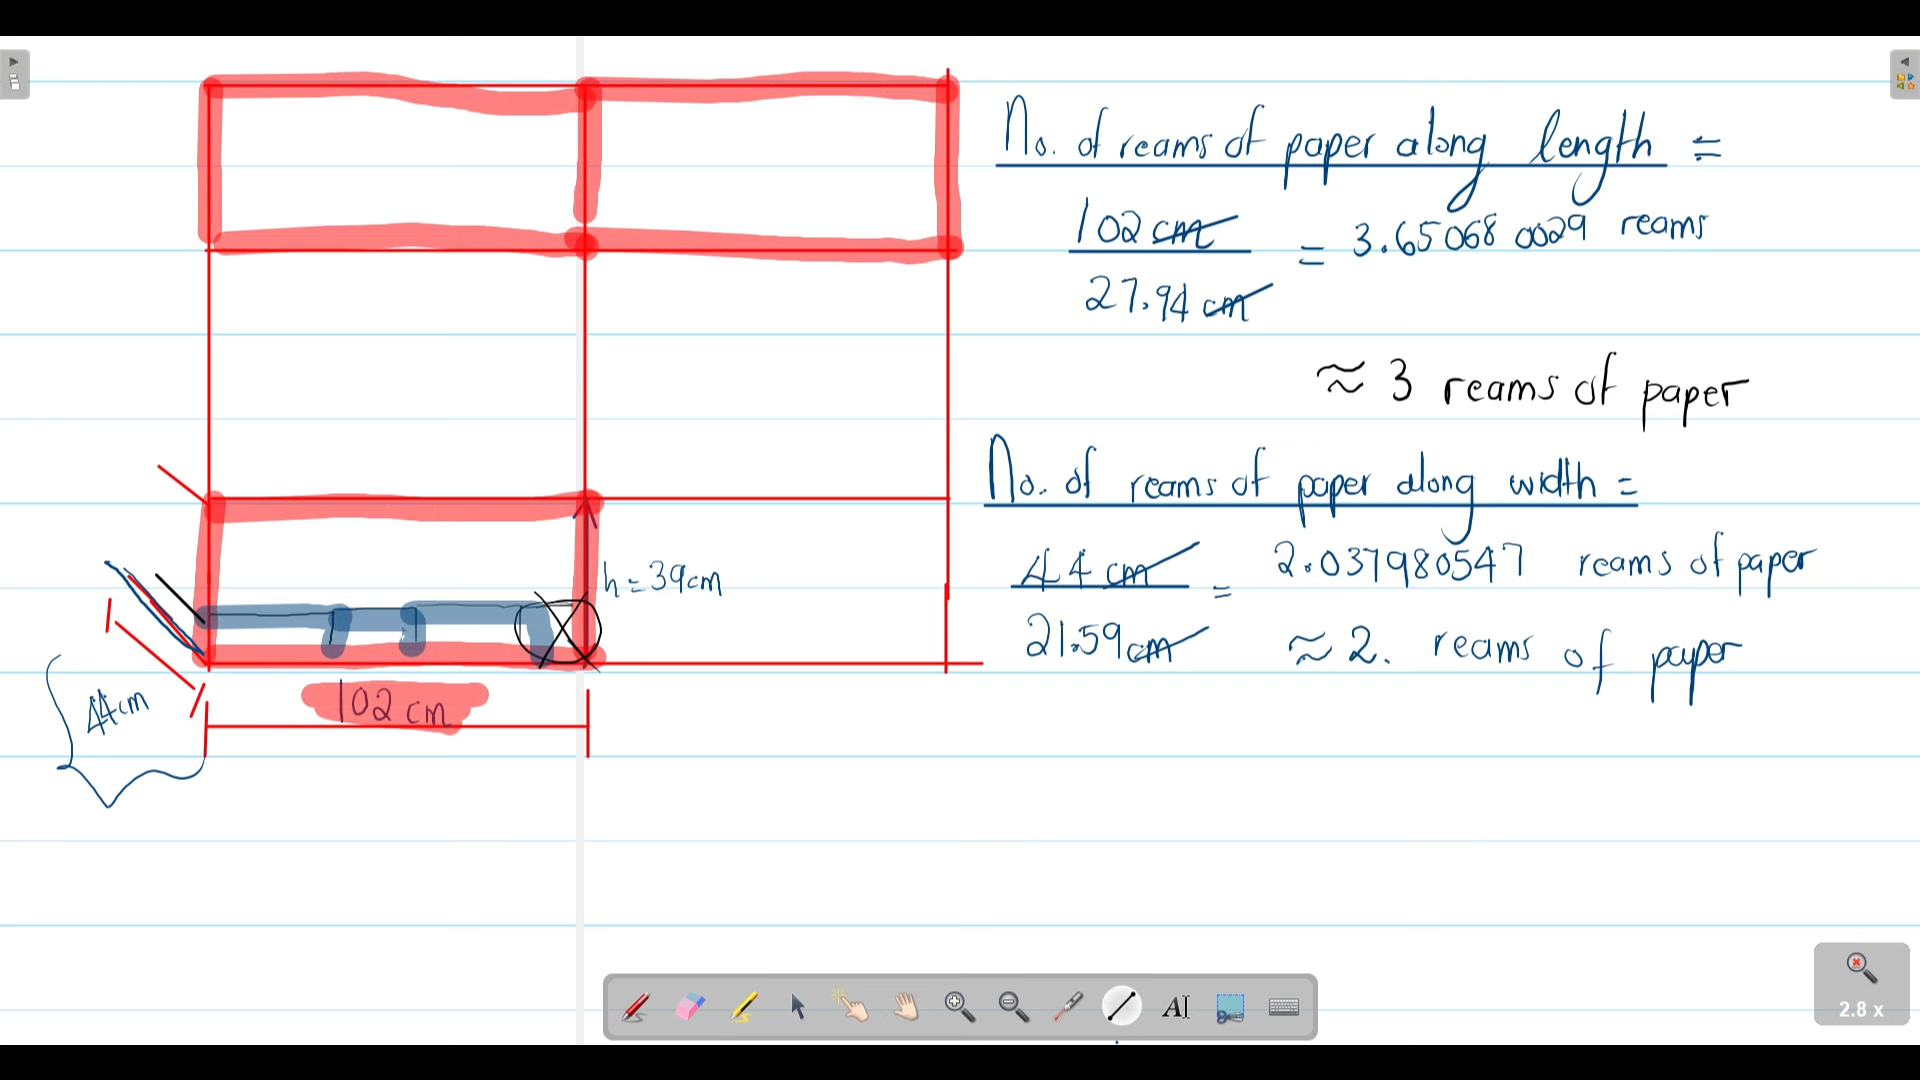 No. of reams of paper along length =
102 cm
27.94 cm
= 3.650680029 reams
≈ 3 reams of paper
No. of reams of paper along width =
44 cm
21.59 cm
= 2.037980547 reams of paper
≈ 2. reams of paper
h = 39cm
44cm
102 cm
AI
2.8 x